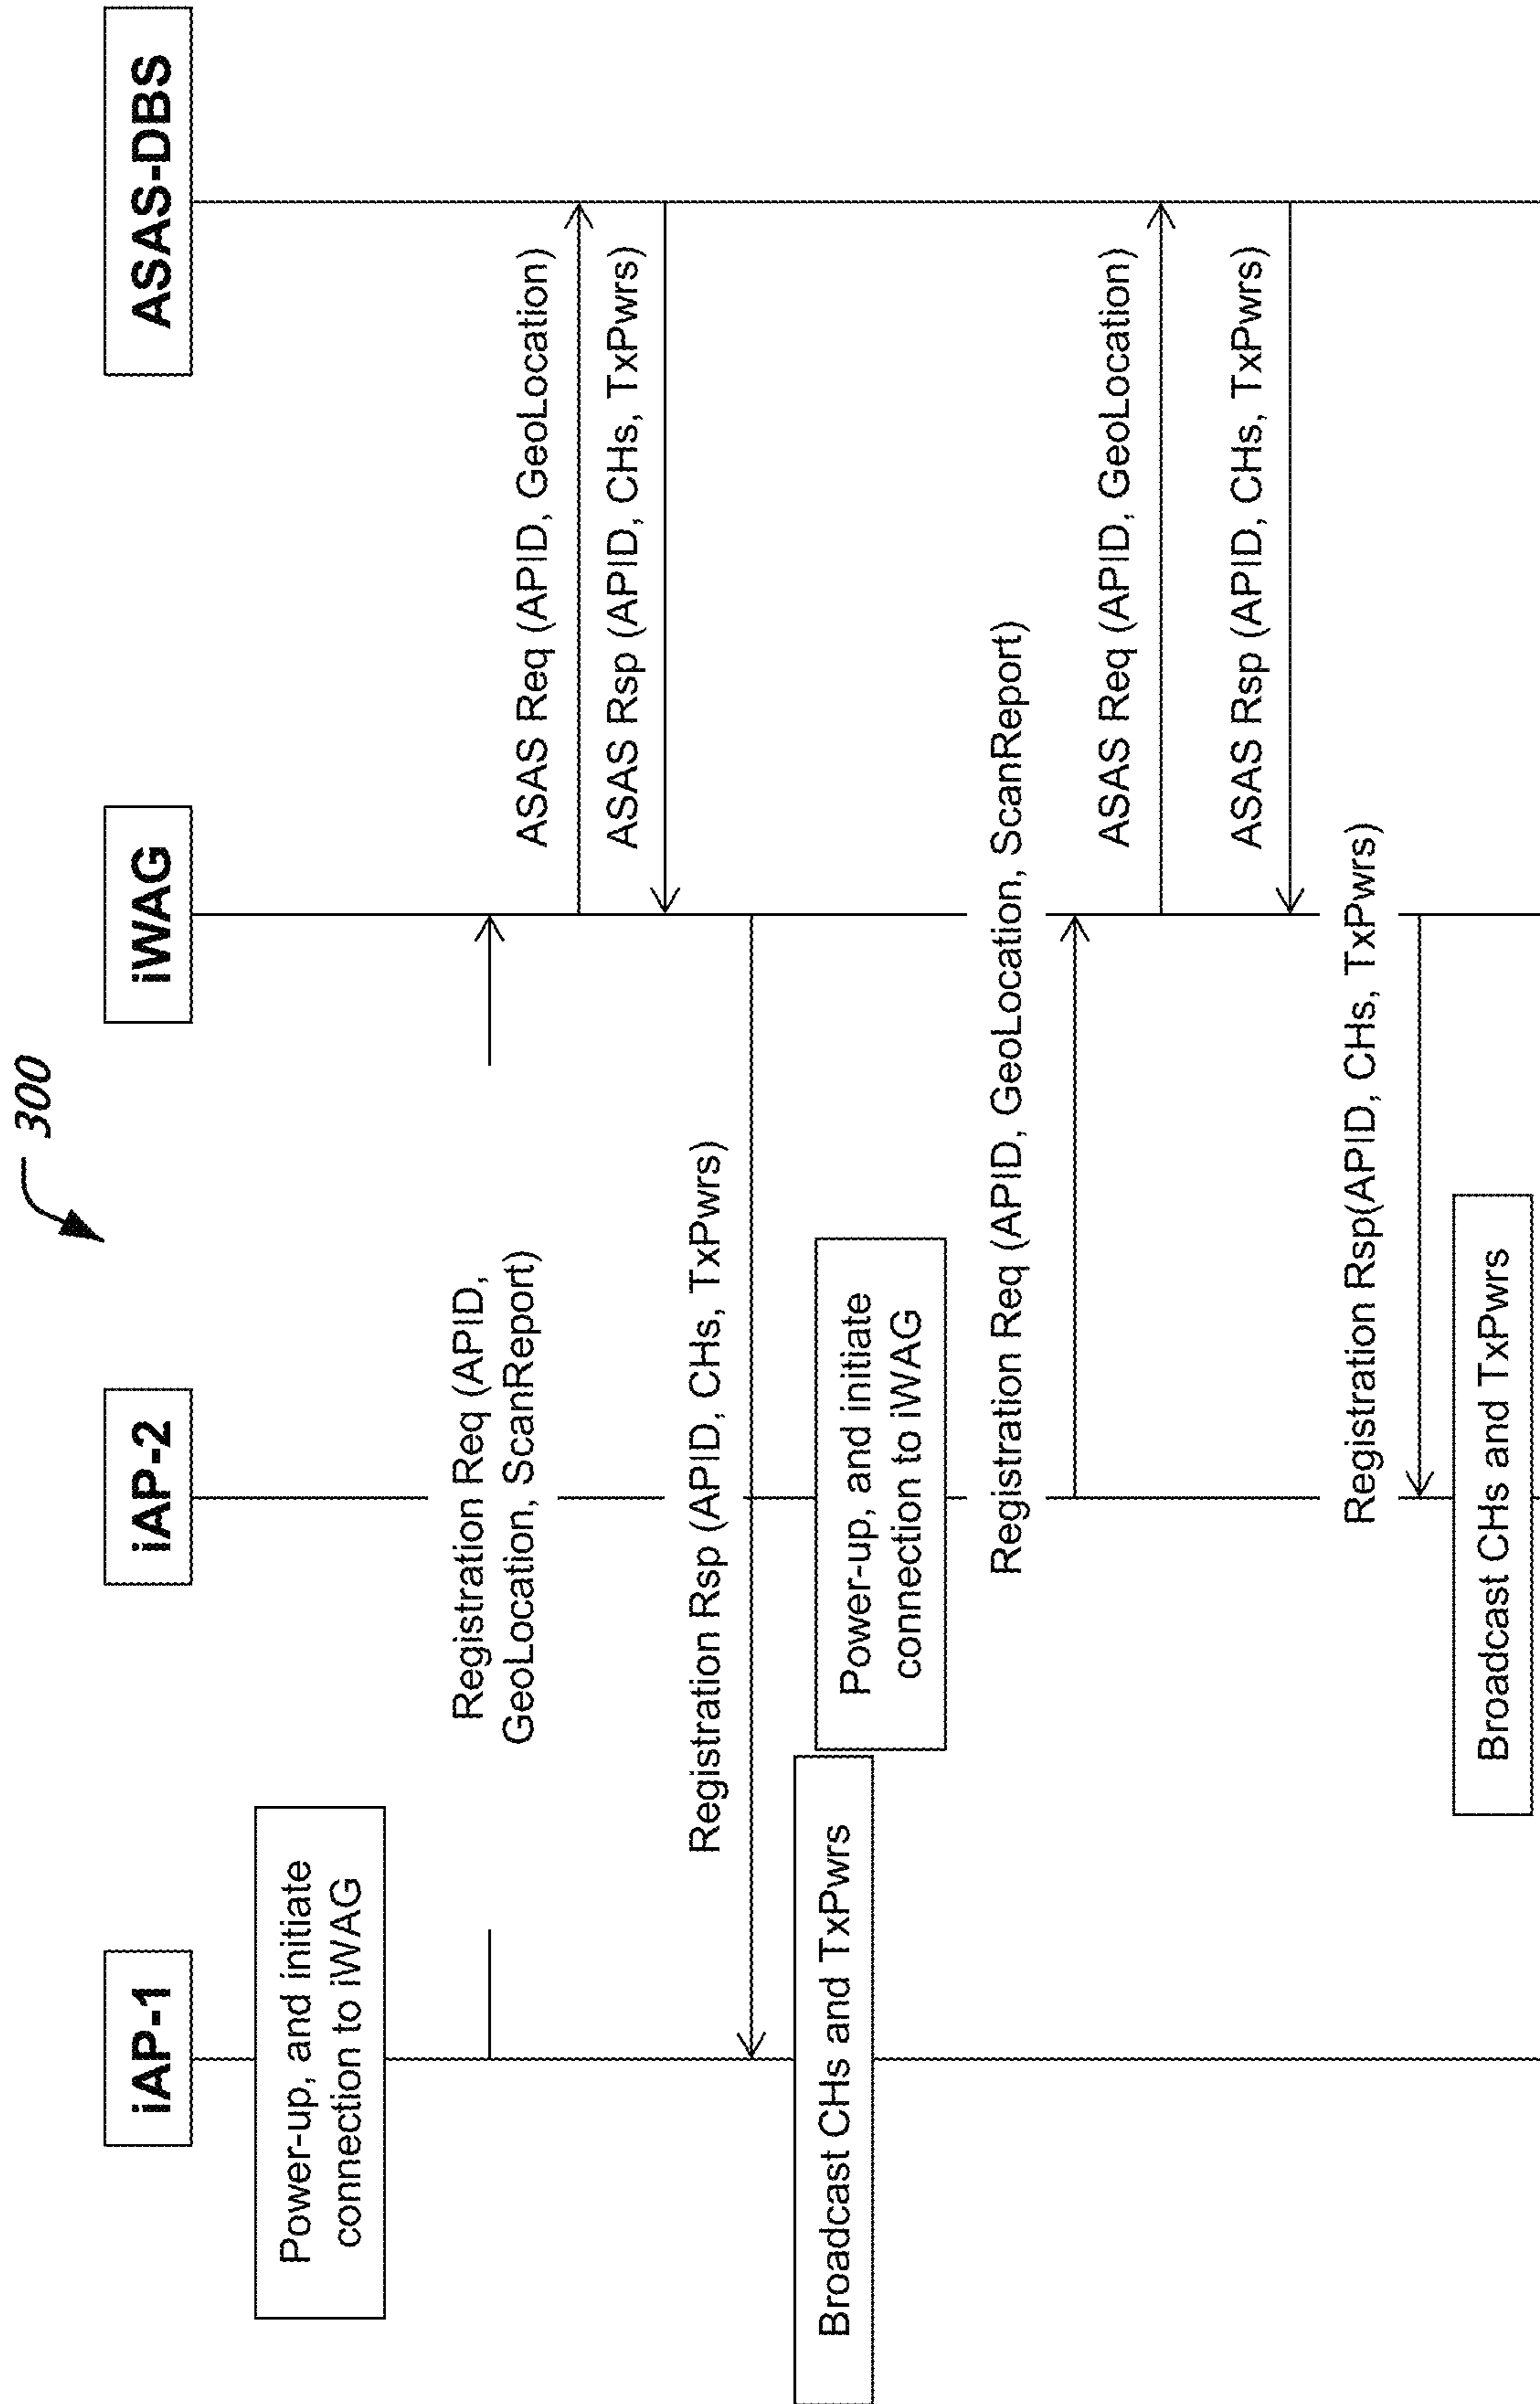 300
iAP-1
iAP-2
iWAG
ASAS-DBS
Power-up, and initiate
connection to iWAG
Registration Req (APID,
GeoLocation, ScanReport)
ASAS Req (APID, GeoLocation)
ASAS Rsp (APID, CHs, TxPwrs)
Registration Rsp (APID, CHs, TxPwrs)
Broadcast CHs and TxPwrs
Power-up, and initiate
connection to iWAG
Registration Req (APID, GeoLocation, ScanReport)
ASAS Req (APID, GeoLocation)
ASAS Rsp (APID, CHs, TxPwrs)
Registration Rsp(APID, CHs, TxPwrs)
Broadcast CHs and TxPwrs